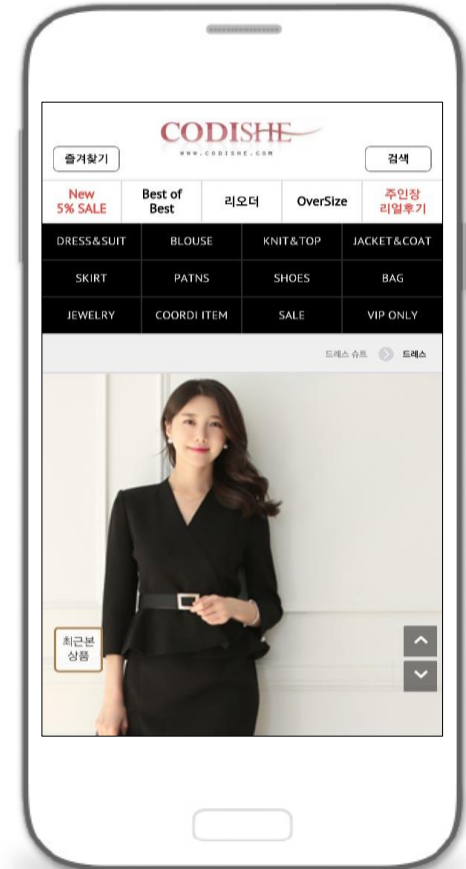 CODISHE
WWW.CODISHE.COM
즐겨찾기
검색
New
5% SALE
Best of
Best
리오더
OverSize
주인장
리얼후기
DRESS&SUIT
BLOUSE
KNIT&TOP
JACKET&COAT
SKIRT
PATNS
SHOES
BAG
JEWELRY
COORDI ITEM
SALE
VIP ONLY
드레스 슈트
드레스
최근본
상품